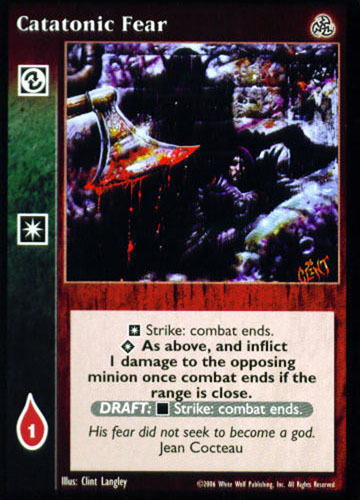 Catatonic Fear
CLINT
Strike: combat ends.
As above, and inflict
1 damage to the opposing
minion once combat ends if the
range is close.
DRAFT: Strike: combat ends.
His fear did not seek to become a god.
Jean Cocteau
1
Illus: Clint Langley
©2006 White Wolf Publishing, Inc. All Rights Reserved.